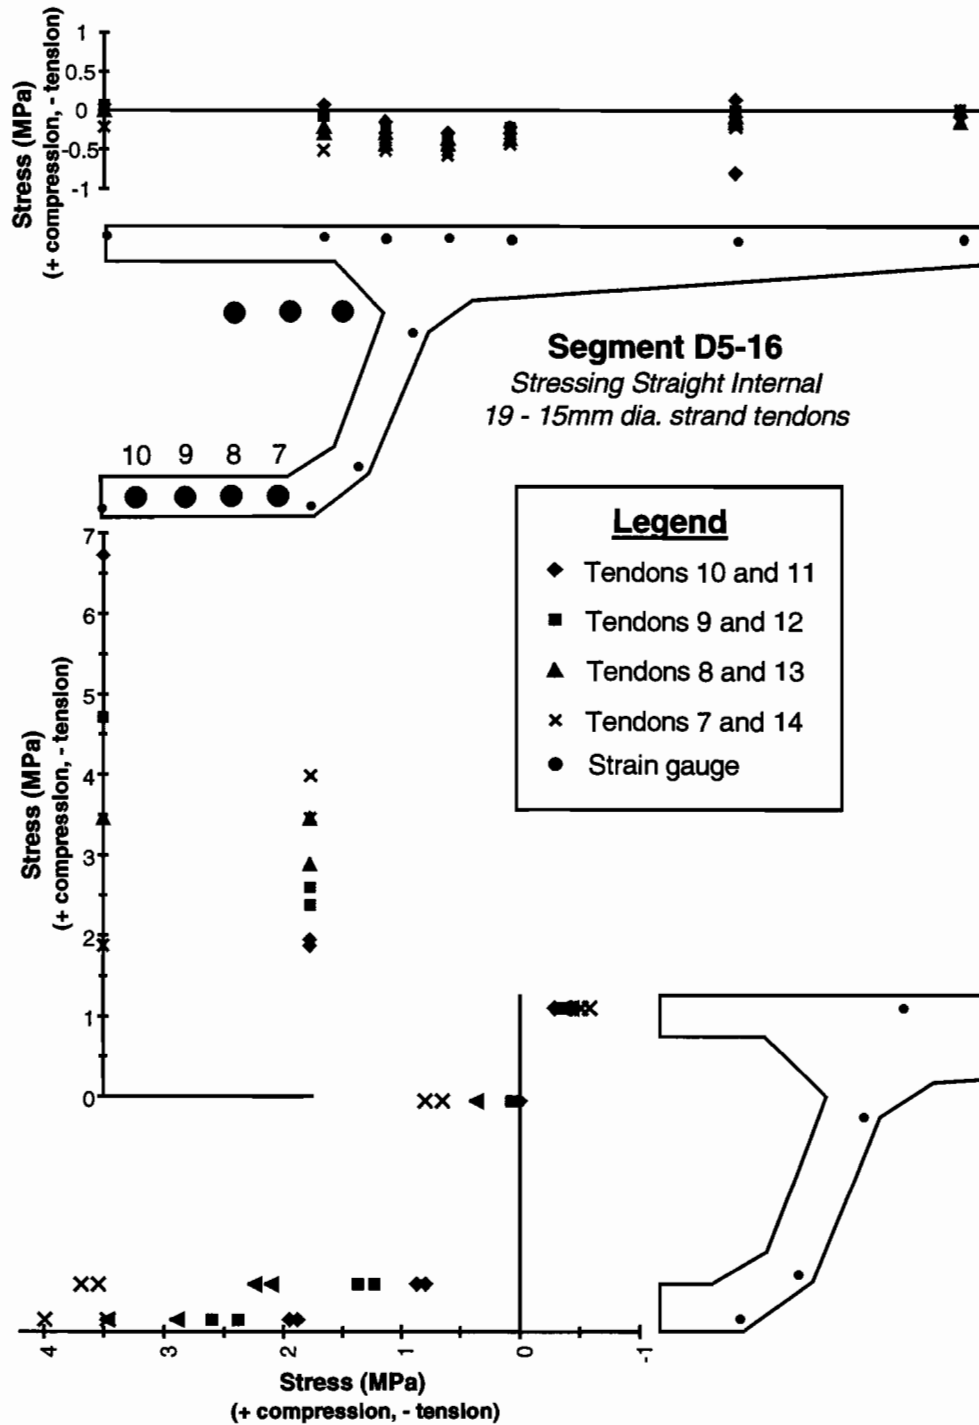 1
0.5
0
-0.5
-1
Stress (MPa)
(+ compression, - tension)
Segment D5-16
Stressing Straight Internal
19 - 15mm dia. strand tendons
10 9 8 7
Legend
Tendons 10 and 11
Tendons 9 and 12
Tendons 8 and 13
Tendons 7 and 14
Strain gauge
7
6
5
4
3
2
1
0
Stress (MPa)
(+ compression, - tension)
4 3 2 1 0 -1
Stress (MPa)
(+ compression, - tension)